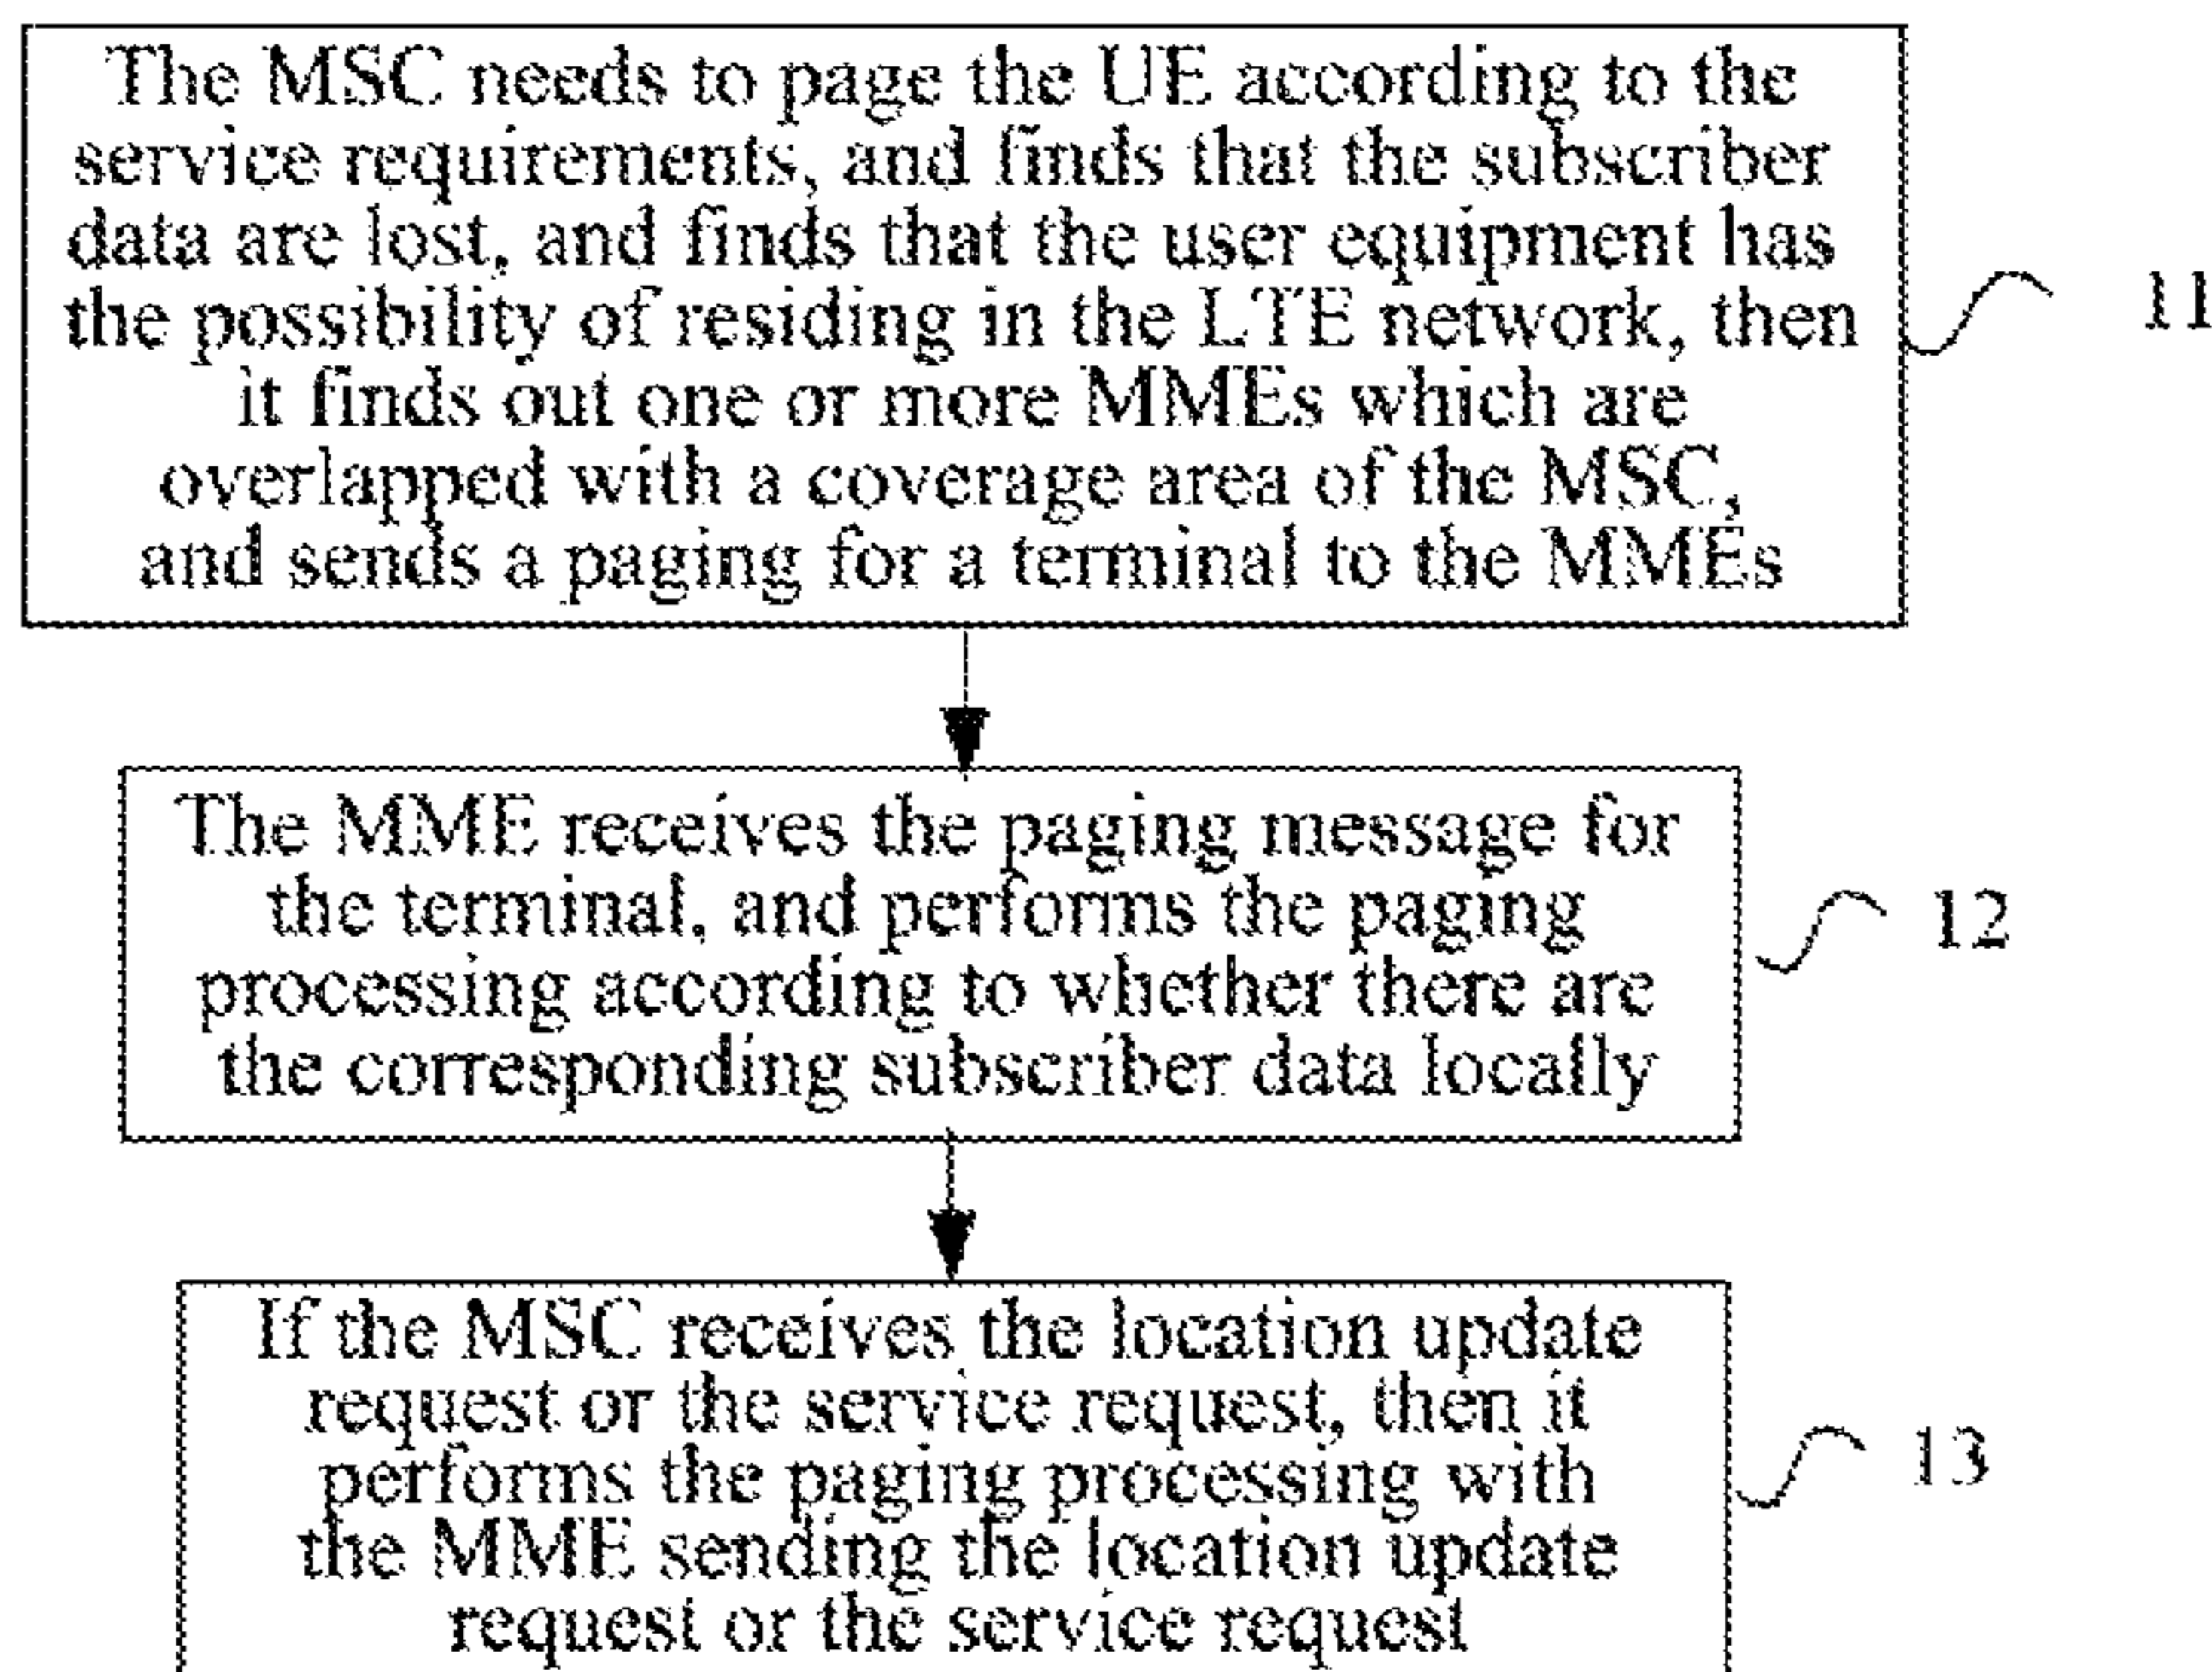 The MSC needs to page the UE according to the
service requirements, and finds that the subscriber
data are lost, and finds that the user equipment has
the possibility of residing in the LTE network, then
it finds out one or more MMEs which are
overlapped with a coverage area of the MSC,
and sends a paging for a terminal to the MMEs
11
The MME receives the paging message for
the terminal, and performs the paging
processing according to whether there are
the corresponding subscriber data locally
12
If the MSC receives the location update
request or the service request, then it
performs the paging processing with
the MME sending the location update
request or the service request
13